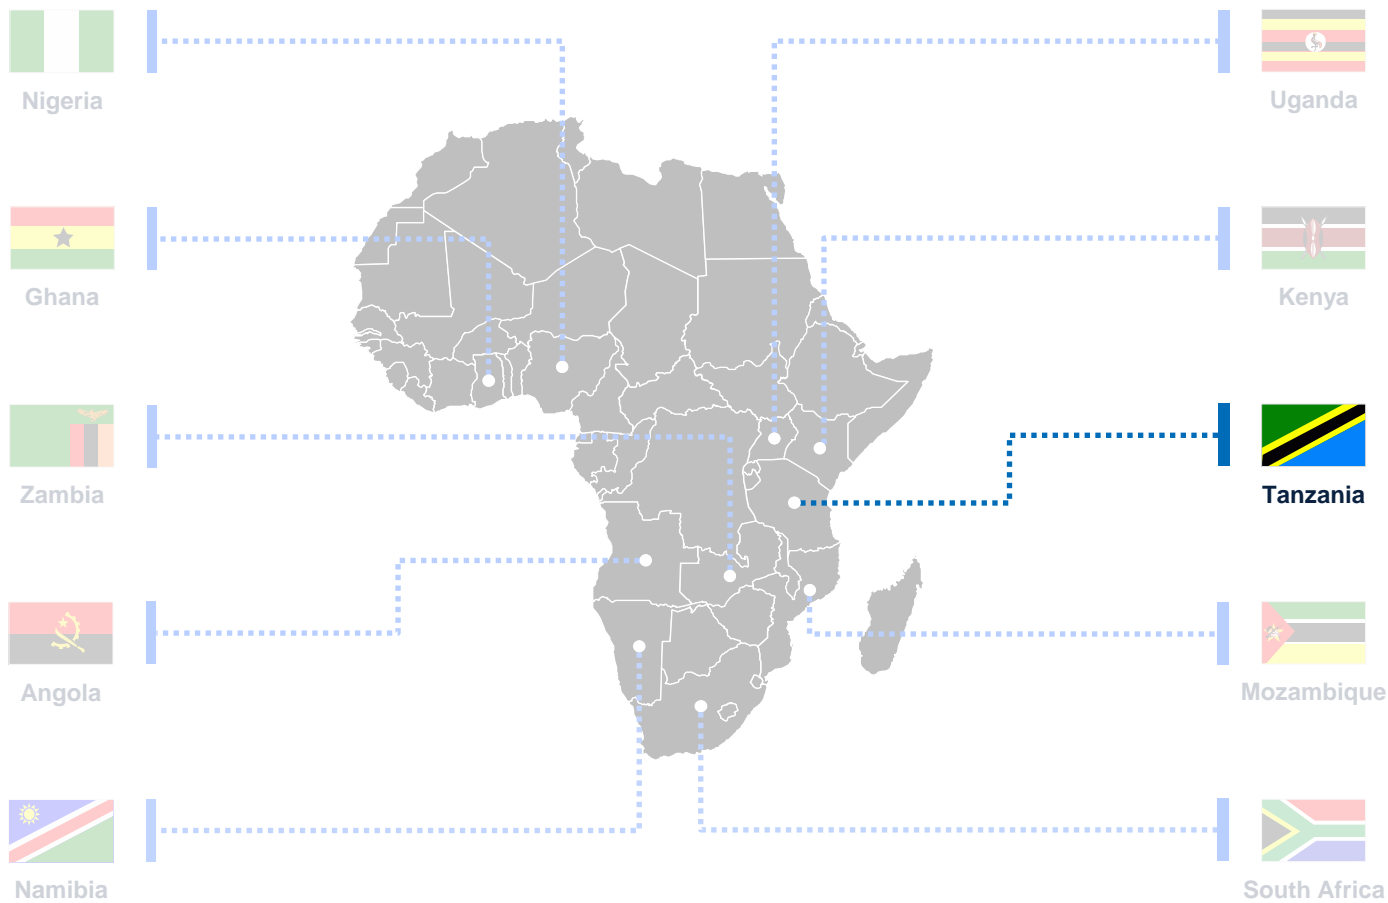 Nigeria
Uganda
Ghana
Kenya
Zambia
Tanzania
Angola
Mozambique
Namibia
South Africa